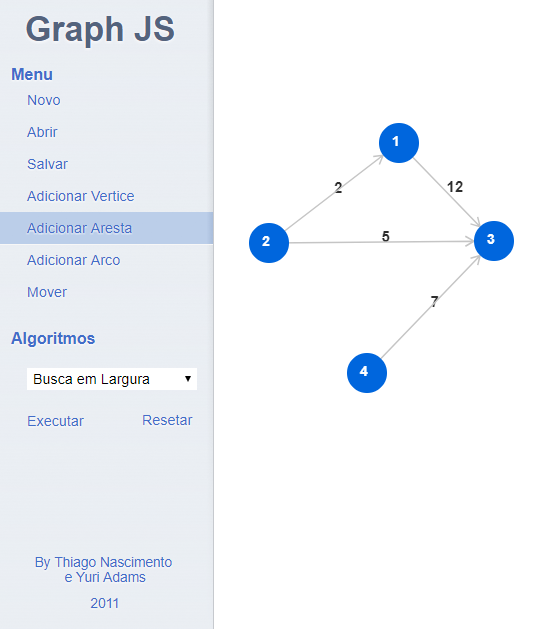 Graph JS
Menu
Novo
Abrir
Salvar
Adicionar Vertice
Adicionar Aresta
Adicionar Arco
Mover
Algoritmos
Busca em Largura
Executar
Resetar
By Thiago Nascimento
e Yuri Adams
2011
1
2
12
2
5
3
7
4